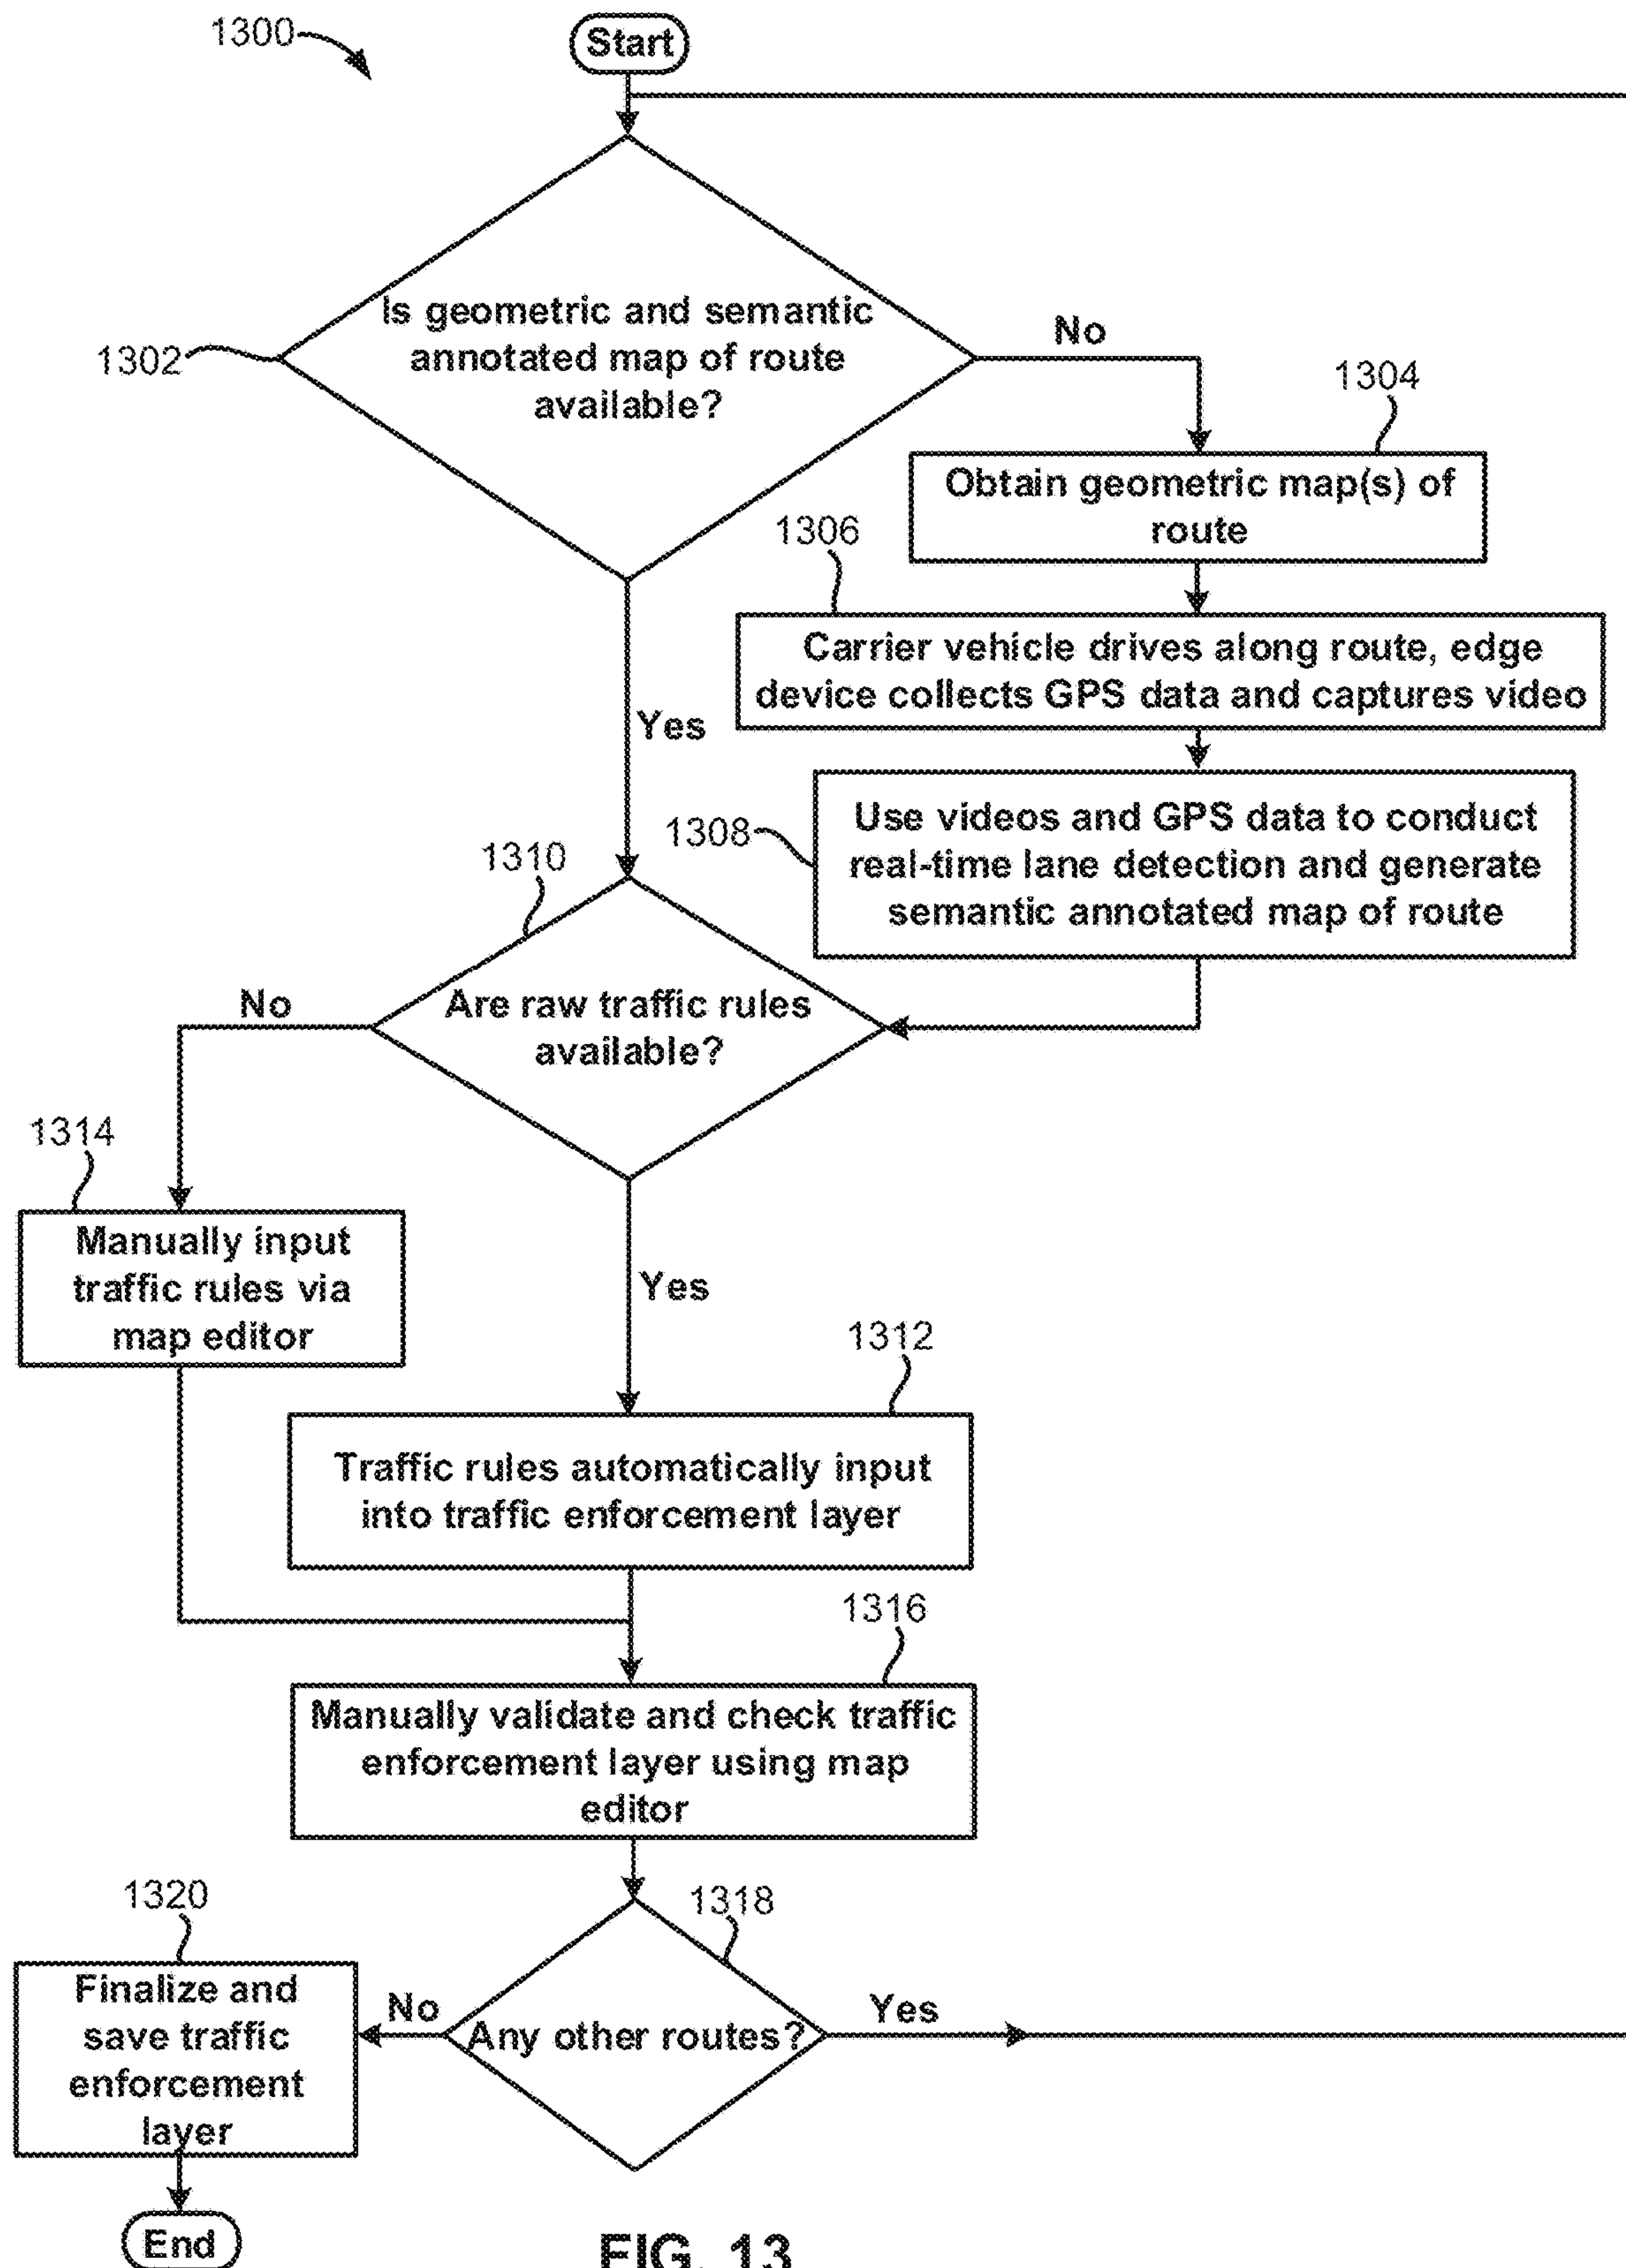 1300
Start
Is geometric and semantic
annotated map of route
available?
1302
No
1304
Obtain geometric map(s) of
route
1306
Carrier vehicle drives along route, edge
device collects GPS data and captures video
Yes
1308
Use videos and GPS data to conduct
real-time lane detection and generate
semantic annotated map of route
1310
Are raw traffic rules
available?
No
1314
Manually input
traffic rules via
map editor
Yes
1312
Traffic rules automatically input
into traffic enforcement layer
1316
Manually validate and check traffic
enforcement layer using map
editor
1320
1318
Finalize and
save traffic
enforcement
layer
No
Any other routes?
Yes
End
FIG. 13